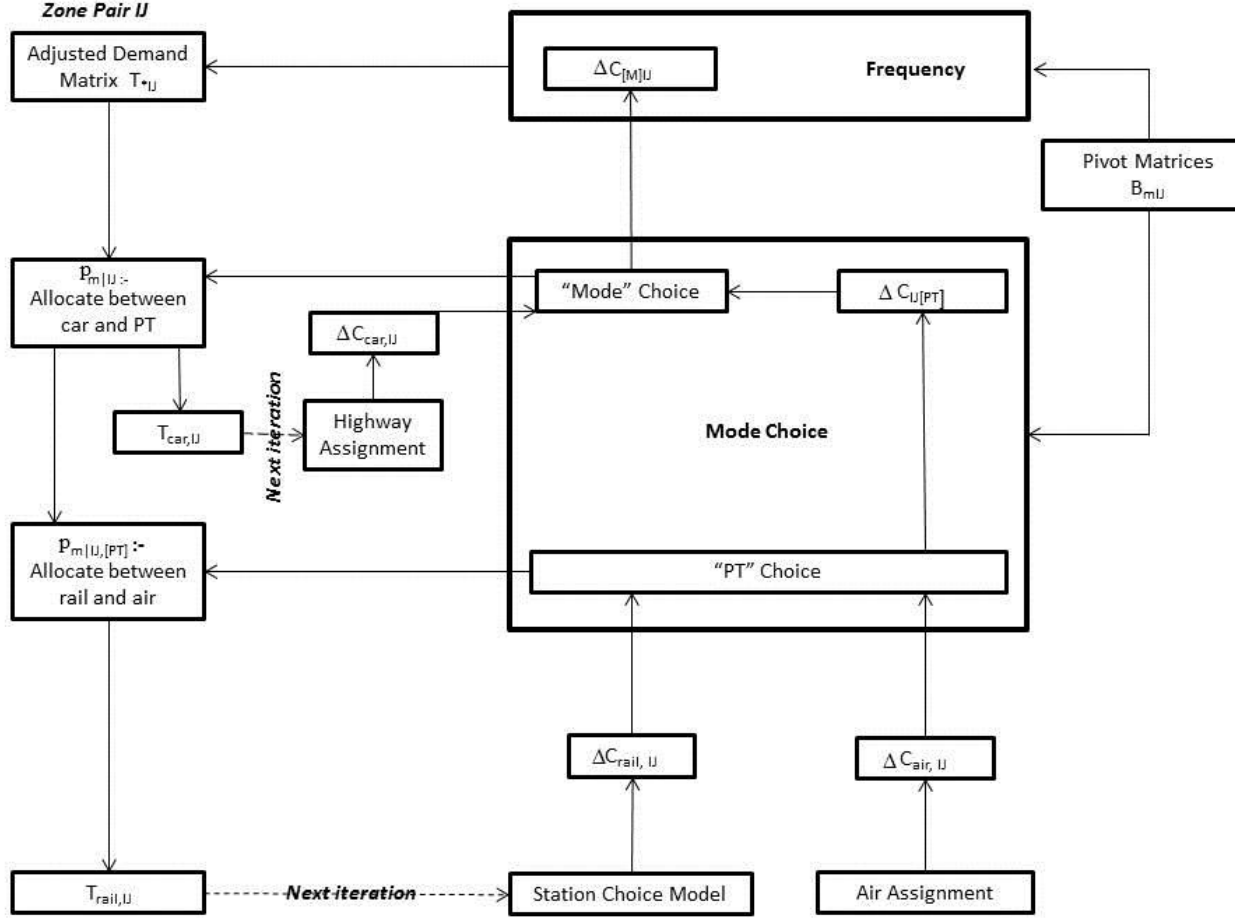 Zone Pair IJ
Adjusted Demand
Matrix T*IJ
ΔC[M]IJ
Frequency
Pivot Matrices
BmIJ
pm|IJ :-
Allocate between
car and PT
"Mode" Choice
ΔCIJ[PT]
ΔCcar,IJ
Tcar,IJ
Next iteration
Highway
Assignment
Mode Choice
pm|IJ,[PT] :-
Allocate between
rail and air
"PT" Choice
ΔCrail, IJ
ΔCair, IJ
Trail,IJ
Next iteration
Station Choice Model
Air Assignment